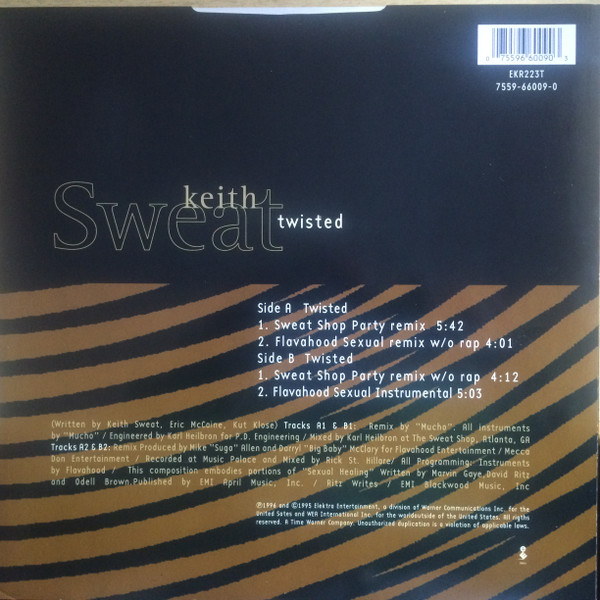 0 75596 60090 3
EKR223T
7559-66009-0
keith
Sweat
twisted
Side A Twisted
1. Sweat Shop Party remix 5:42
2. Flavahood Sexual remix w/o rap 4:01
Side B Twisted
1. Sweat Shop Party remix w/o rap 4:12
2. Flavahood Sexual Instrumental 5:03
(Written by Keith Sweat, Eric McCaine, Kut Klose) Tracks A1 & B1: Remix by "Mucho". All instruments
by "Mucho" / Engineered by Karl Heilbron for P.D. Engineering / Mixed by Karl Heilbron at The Sweat Shop, Atlanta, GA
Tracks A2 & B2: Remix Produced by Mike "Suga" Allen and Darryl "Big Baby" McClary for Flavahood Entertainment / Mecca
Don Entertainment / Recorded at Music Palace and Mixed by Rick St. Hillare/ All Programming: Instruments
by Flavahood / This composition embodies portions of "Sexual Healing" Written by Marvin Gaye,David Ritz
and Odell Brown.Published by EMI April Music, Inc. / Ritz Writes / EMI Blackwood Music, Inc
℗1996 and ©1995 Elektra Entertainment, a division of Warner Communications Inc. for the
United States and WEA International Inc. for the worldoutside of the United States. All rigths
reserved. A Time Warner Company. Unauthorized duplication is a violation of applicable laws.